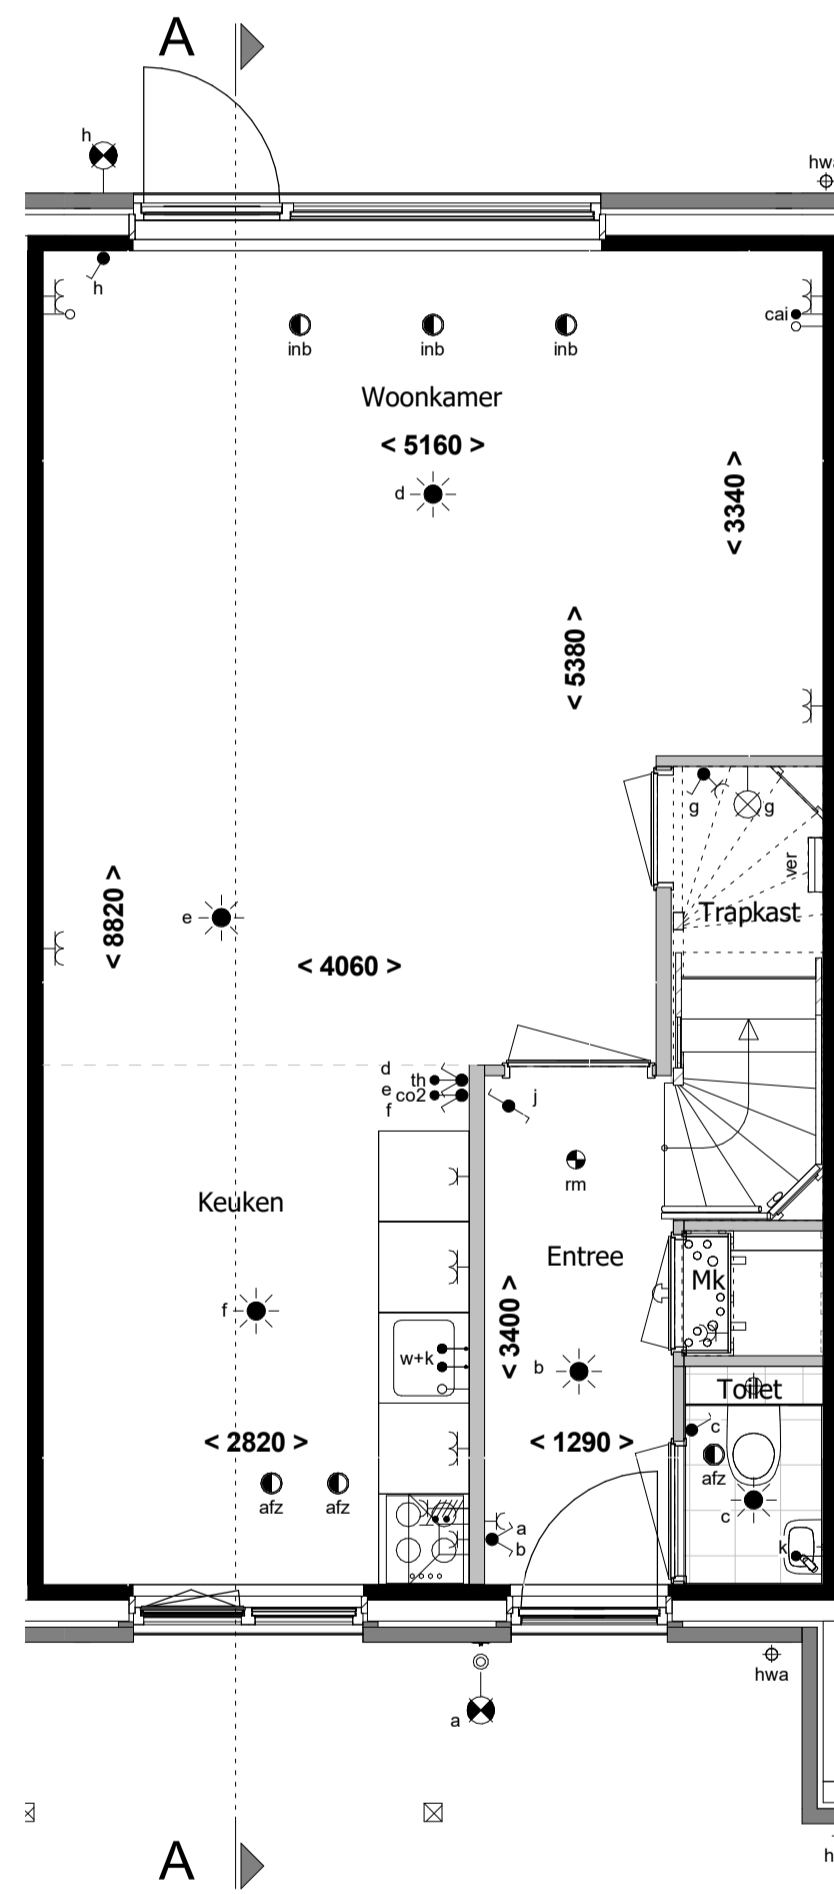 A
h
hwa
h
cai
inb
inb
inb
Woonkamer
< 5160 >
d
< 3340 >
< 5380 >
g
g
ver
Trapkast
< 8820 >
e
< 4060 >
d
th
e
co2
f
j
rm
Keuken
Entree
Mk
f
< 3400 >
w+k
b
Toilet
c
< 2820 >
< 1290 >
afz
afz
afz
c
a
b
k
hwa
a
A
h